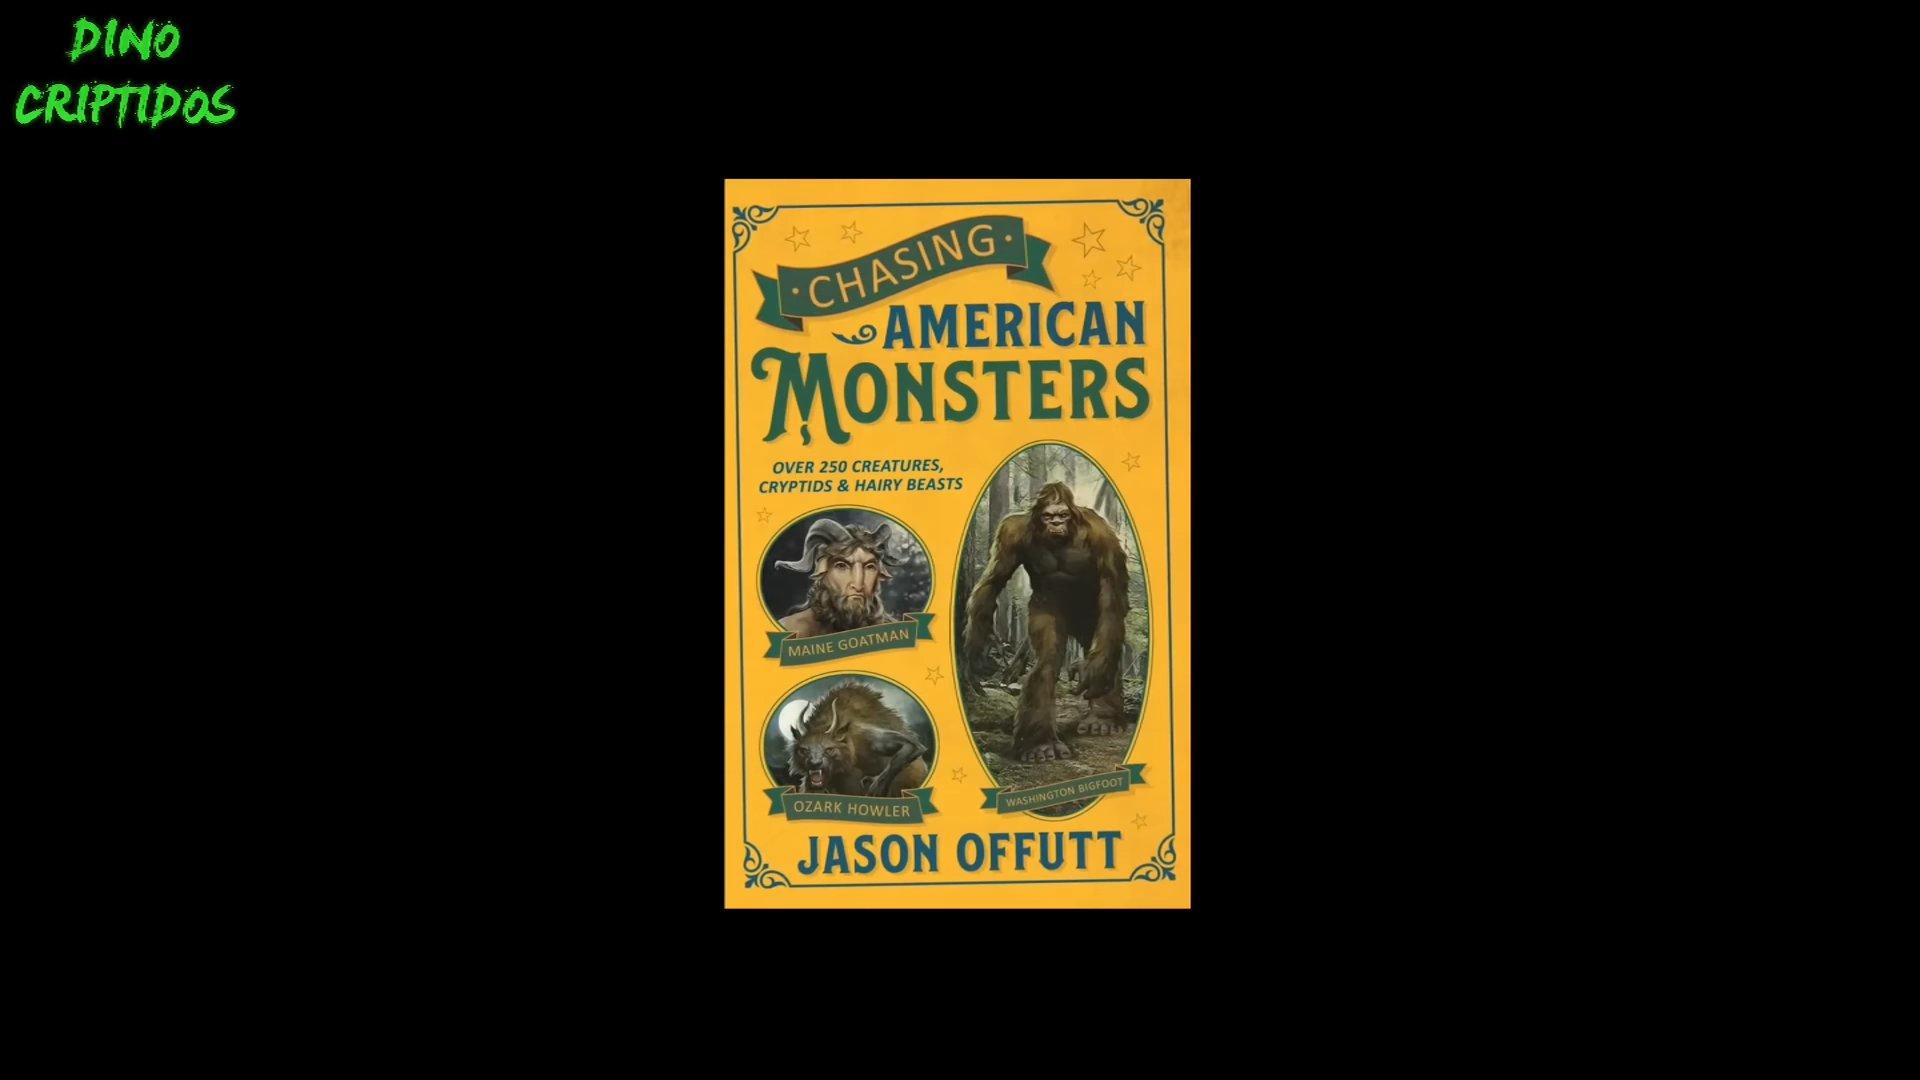 DINO
CRIPTIDOS
· CHASING ·
AMERICAN
MONSTERS
OVER 250 CREATURES,
CRYPTIDS & HAIRY BEASTS
MAINE GOATMAN
OZARK HOWLER
WASHINGTON BIGFOOT
JASON OFFUTT